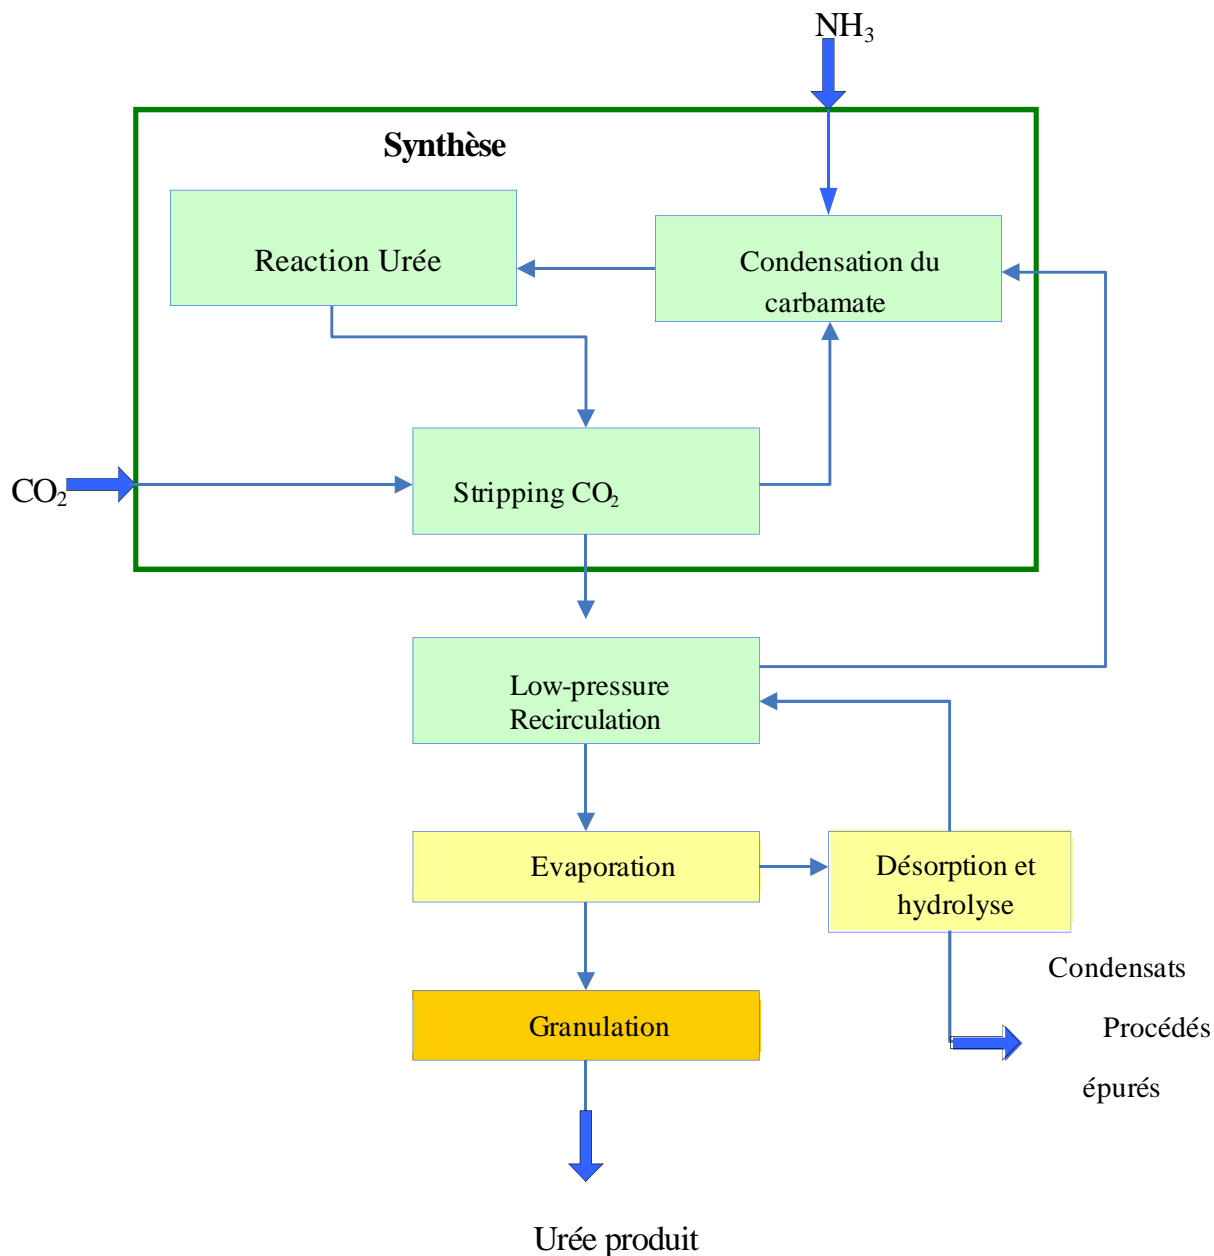 NH₃
Synthèse
Reaction Urée
Condensation du
carbamate
CO₂
Stripping CO₂
Low-pressure
Recirculation
Evaporation
Désorption et
hydrolyse
Condensats
Granulation
Procédés
épurés
Urée produit